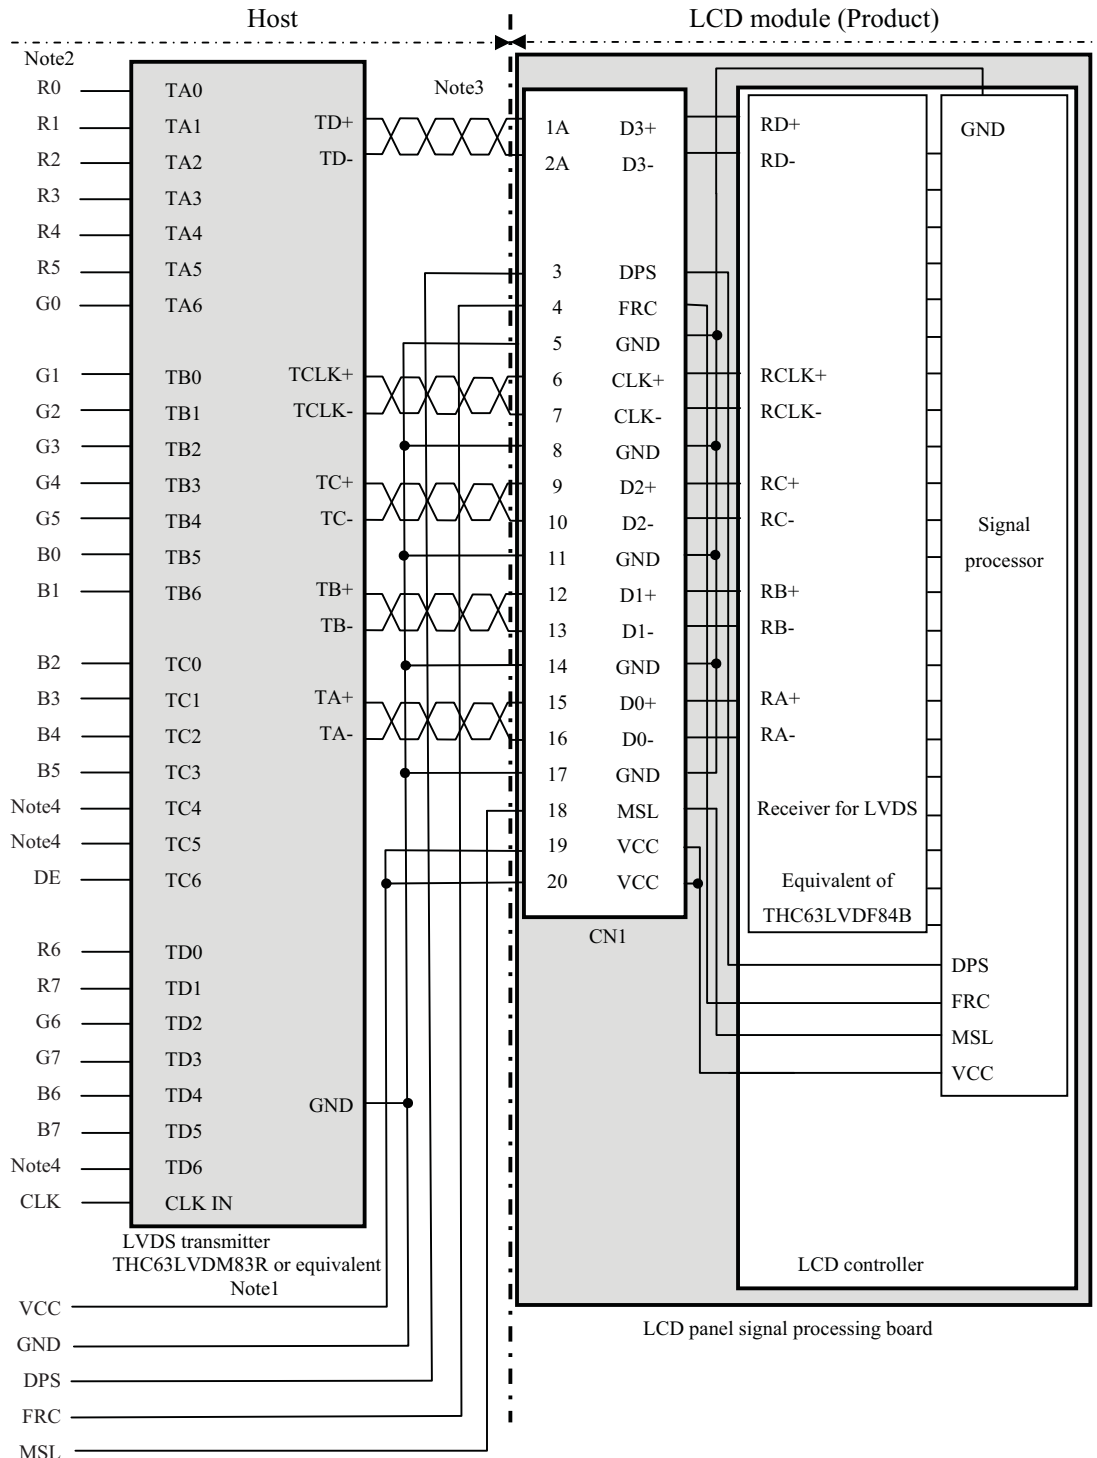 Host
LCD module (Product)
Note2
Note3
R0 TA0
R1 TA1
R2 TA2
R3 TA3
R4 TA4
R5 TA5
G0 TA6
G1 TB0
G2 TB1
G3 TB2
G4 TB3
G5 TB4
B0 TB5
B1 TB6
B2 TC0
B3 TC1
B4 TC2
B5 TC3
Note4 TC4
Note4 TC5
DE TC6
R6 TD0
R7 TD1
G6 TD2
G7 TD3
B6 TD4
B7 TD5
Note4 TD6
CLK CLK IN
TD+
TD-
TCLK+
TCLK-
TC+
TC-
TB+
TB-
TA+
TA-
GND
LVDS transmitter
THC63LVDM83R or equivalent
Note1
VCC
GND
DPS
FRC
MSL
1A D3+
2A D3-
3 DPS
4 FRC
5 GND
6 CLK+
7 CLK-
8 GND
9 D2+
10 D2-
11 GND
12 D1+
13 D1-
14 GND
15 D0+
16 D0-
17 GND
18 MSL
19 VCC
20 VCC
CN1
RD+
RD-
RCLK+
RCLK-
RC+
RC-
RB+
RB-
RA+
RA-
Receiver for LVDS
Equivalent of
THC63LVDF84B
GND
Signal
processor
DPS
FRC
MSL
VCC
LCD controller
LCD panel signal processing board